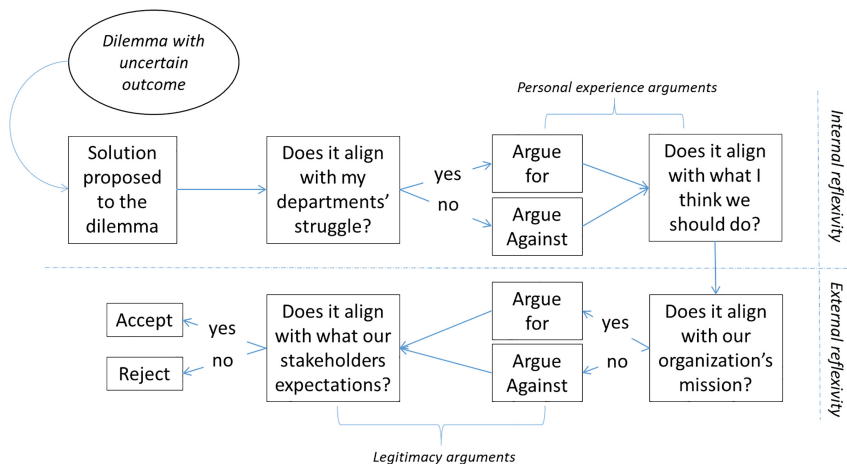 Dilemma with
uncertain
outcome
Personal experience arguments
Solution
proposed
to the
dilemma
Does it align
with my
departments’
struggle?
yes
no
Argue
for
Argue
Against
Does it align
with what I
think we
should do?
Internal reflexivity
Accept
Reject
yes
no
Does it align
with what our
stakeholders
expectations?
Argue
for
Argue
Against
yes
no
Does it align
with our
organization’s
mission?
External reflexivity
Legitimacy arguments